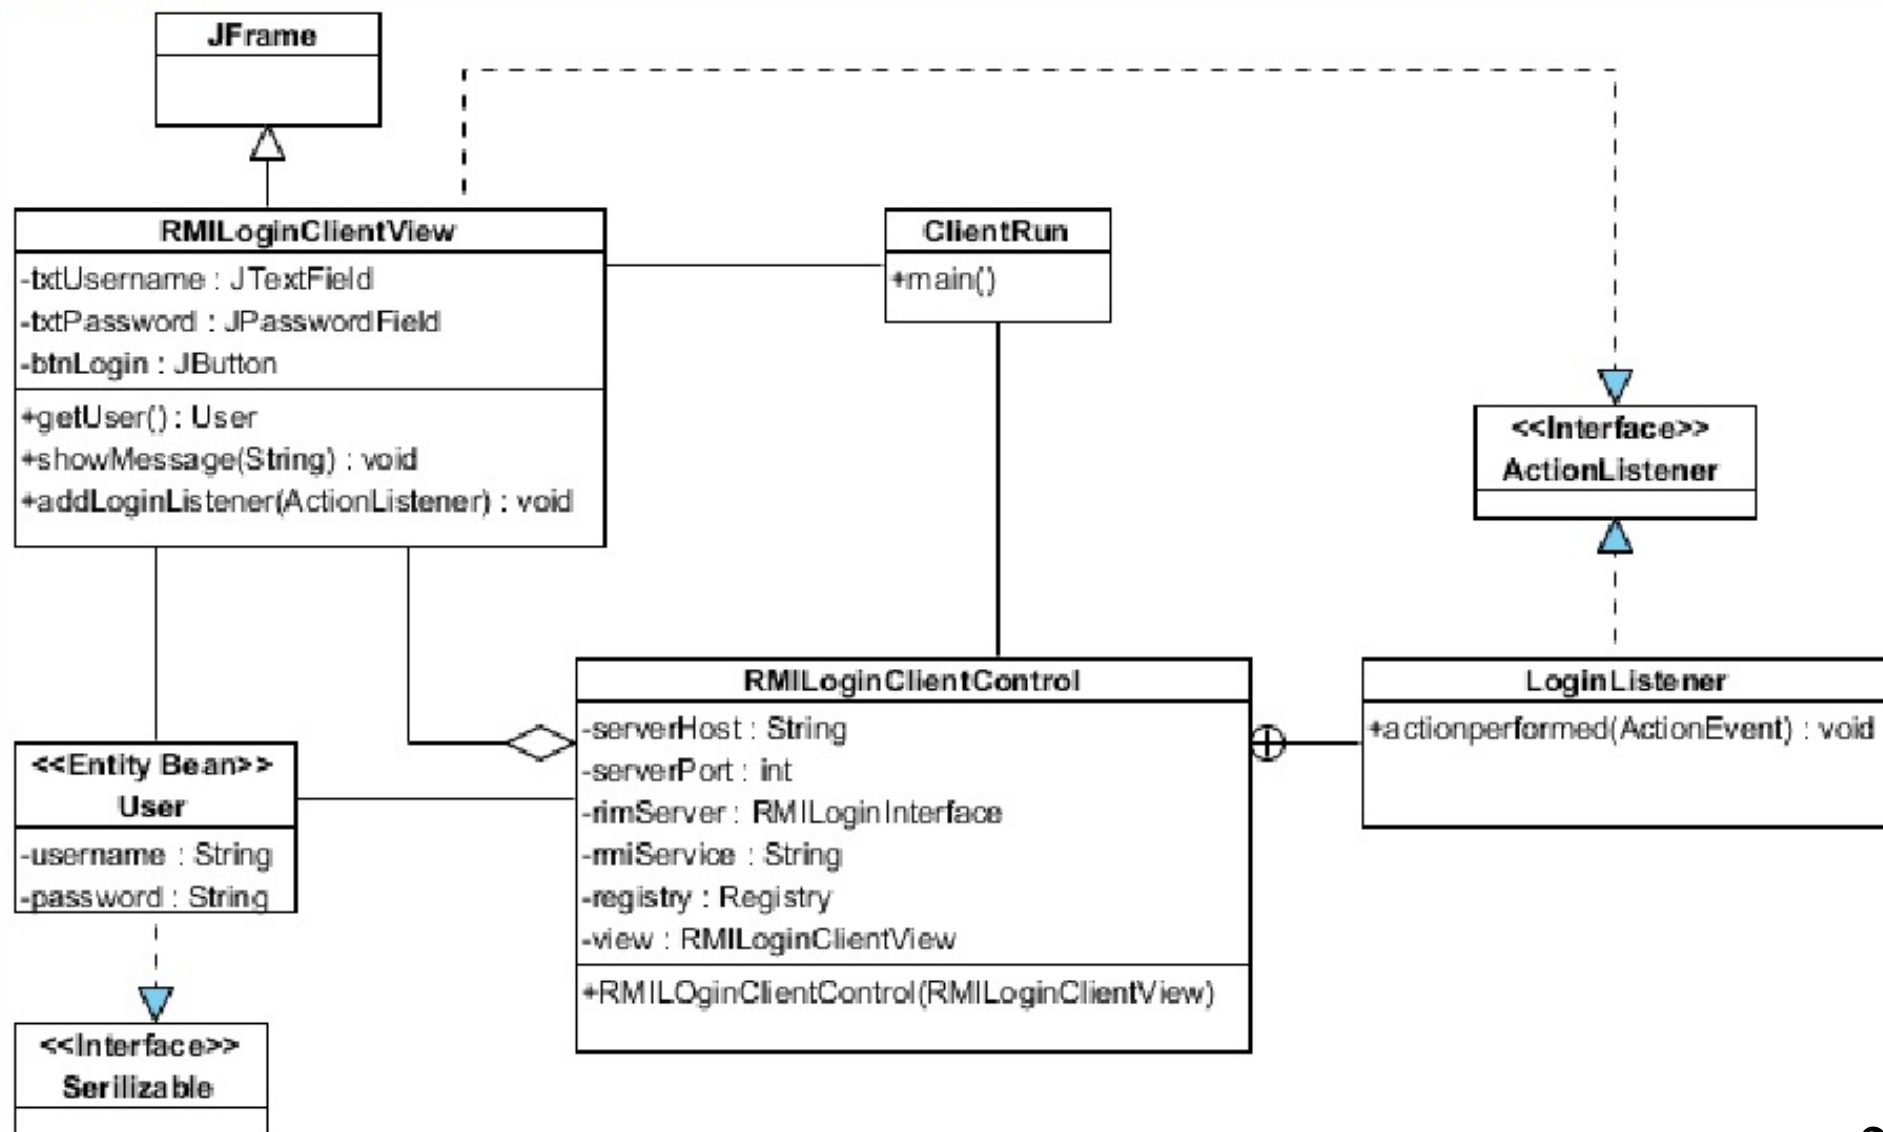 JFrame
RMILoginClientView
-txtUsername : JTextField
-txtPassword : JPasswordField
-btnLogin : JButton
+getUser() : User
+showMessage(String) : void
+addLoginListener(ActionListener) : void
ClientRun
+main()
<<Interface>>
ActionListener
RMILoginClientControl
-serverHost : String
-serverPort : int
-rimServer : RMILoginInterface
-rmiService : String
-registry : Registry
-view : RMILoginClientView
+RMILOginClientControl(RMILoginClientView)
LoginListener
+actionperformed(ActionEvent) : void
<<Entity Bean>>
User
-username : String
-password : String
<<Interface>>
Serilizable